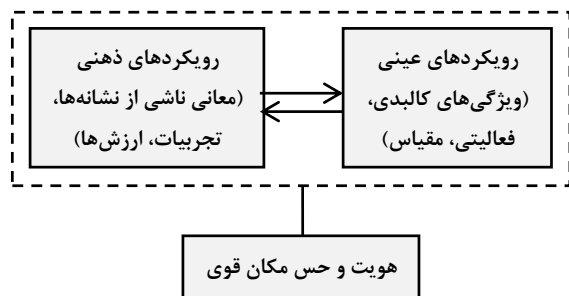 رویکردهای عینی
(ویژگی‌های کالبدی،
فعالیتی، مقیاس)
رویکردهای ذهنی
(معانی ناشی از نشانه‌ها،
تجربیات، ارزش‌ها)
هویت و حس مکان قوی